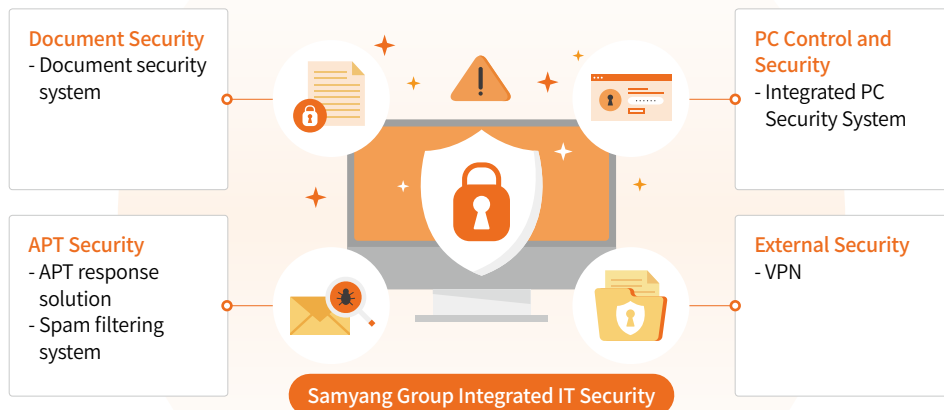 Document Security
- Document security
system
PC Control and
Security
- Integrated PC
Security System
APT Security
- APT response
solution
- Spam filtering
system
External Security
- VPN
Samyang Group Integrated IT Security